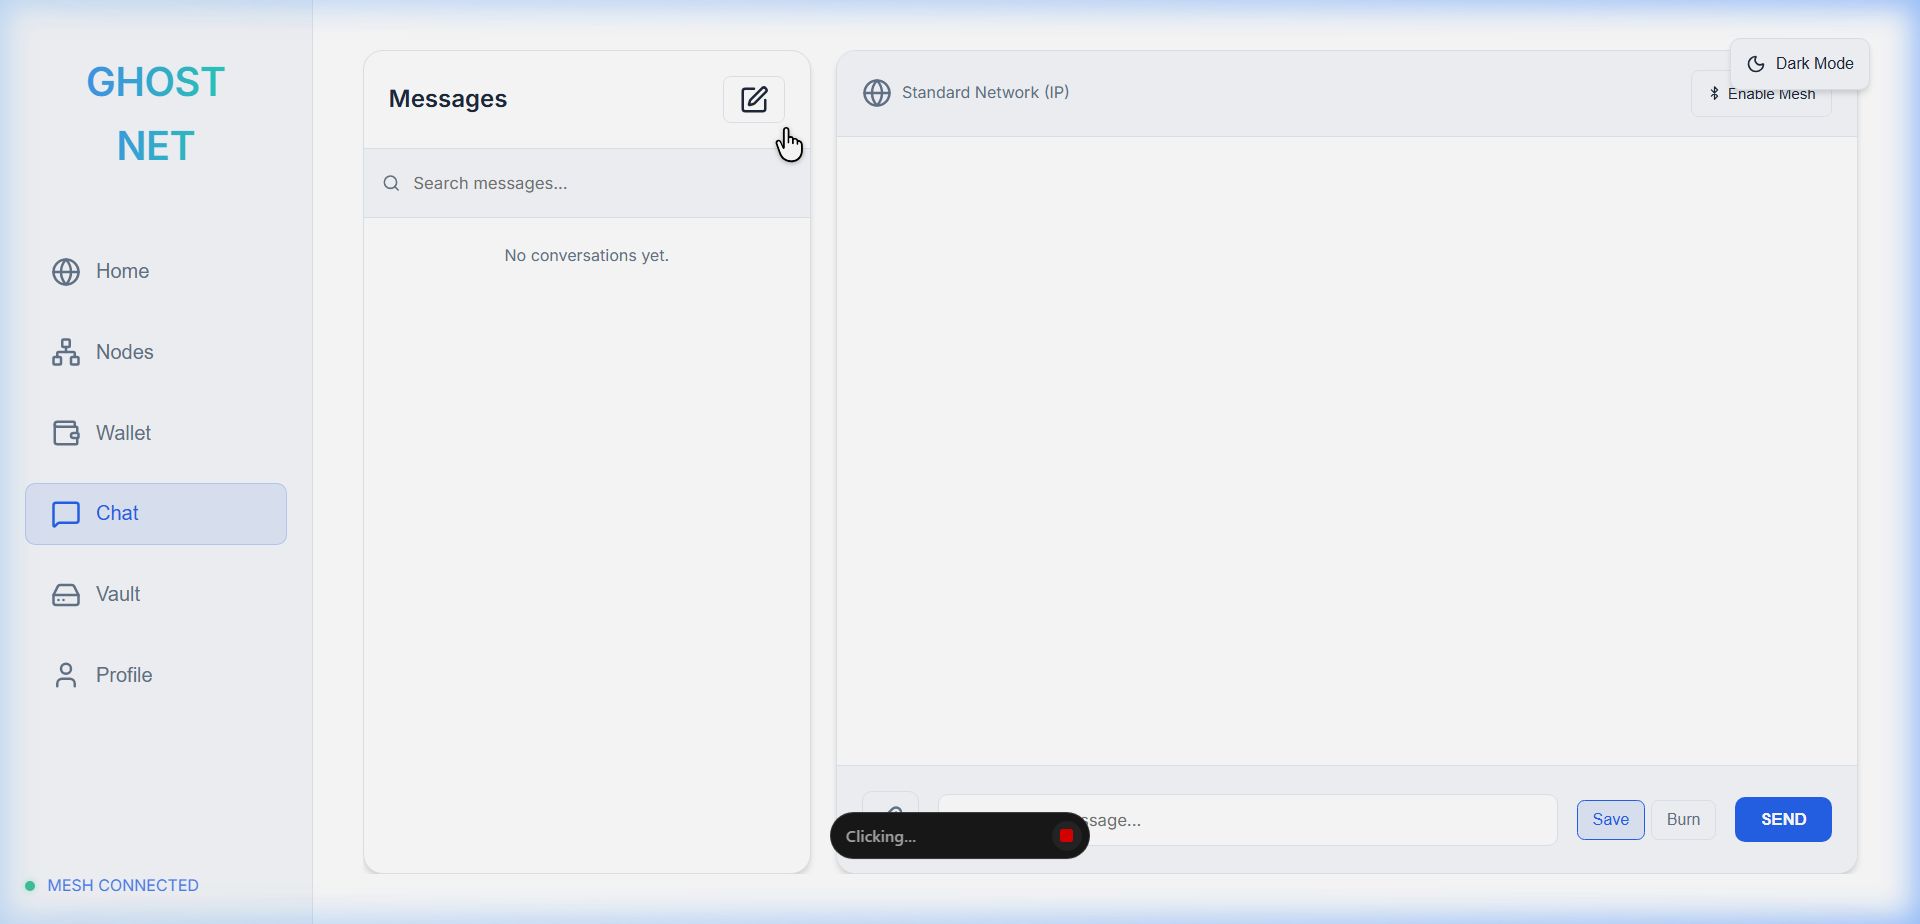 GHOST
NET
Home
Nodes
Wallet
Chat
Vault
Profile
MESH CONNECTED
Messages
Search messages...
No conversations yet.
Standard Network (IP)
Dark Mode
Enable Mesh
Clicking...
Save
Burn
SEND